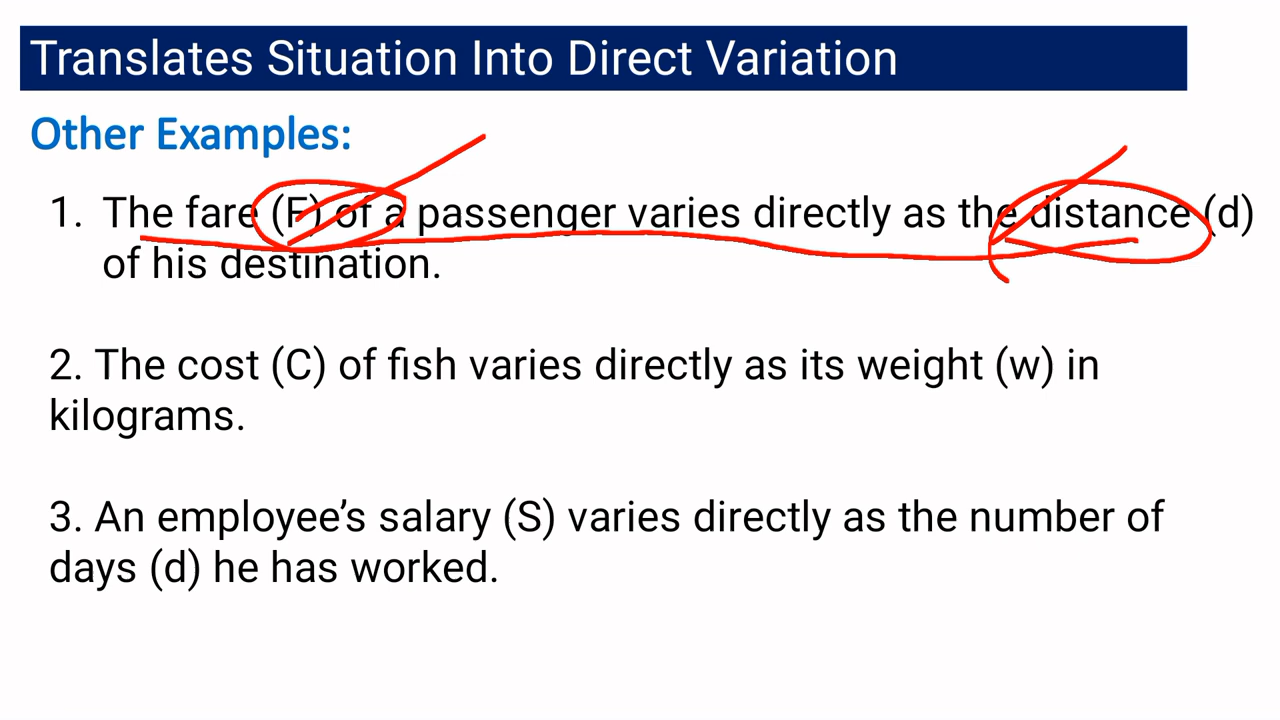 Translates Situation Into Direct Variation
Other Examples:
1. The fare (F) of a passenger varies directly as the distance (d)
of his destination.
2. The cost (C) of fish varies directly as its weight (w) in
kilograms.
3. An employee’s salary (S) varies directly as the number of
days (d) he has worked.